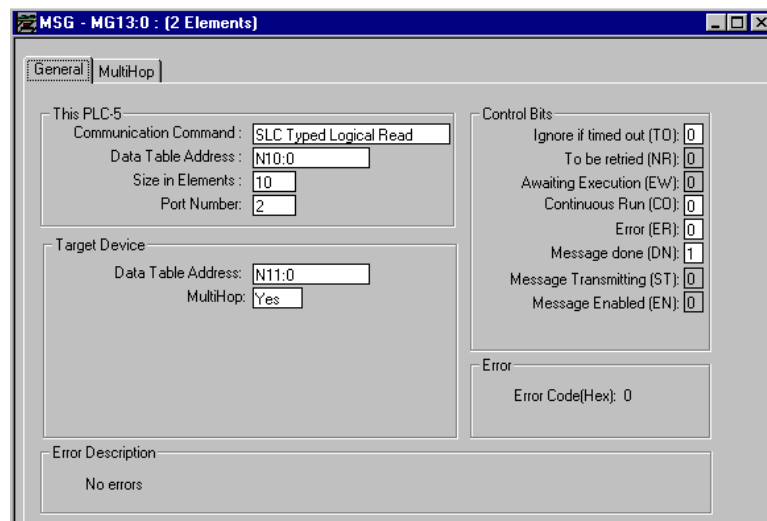 MSG - MG13:0 : (2 Elements)
General MultiHop
This PLC-5
Communication Command : SLC Typed Logical Read
Data Table Address : N10:0
Size in Elements : 10
Port Number: 2
Target Device
Data Table Address: N11:0
MultiHop: Yes
Control Bits
Ignore if timed out (TO): 0
To be retried (NR): 0
Awaiting Execution (EW): 0
Continuous Run (CO): 0
Error (ER): 0
Message done (DN): 1
Message Transmitting (ST): 0
Message Enabled (EN): 0
Error
Error Code(Hex): 0
Error Description
No errors